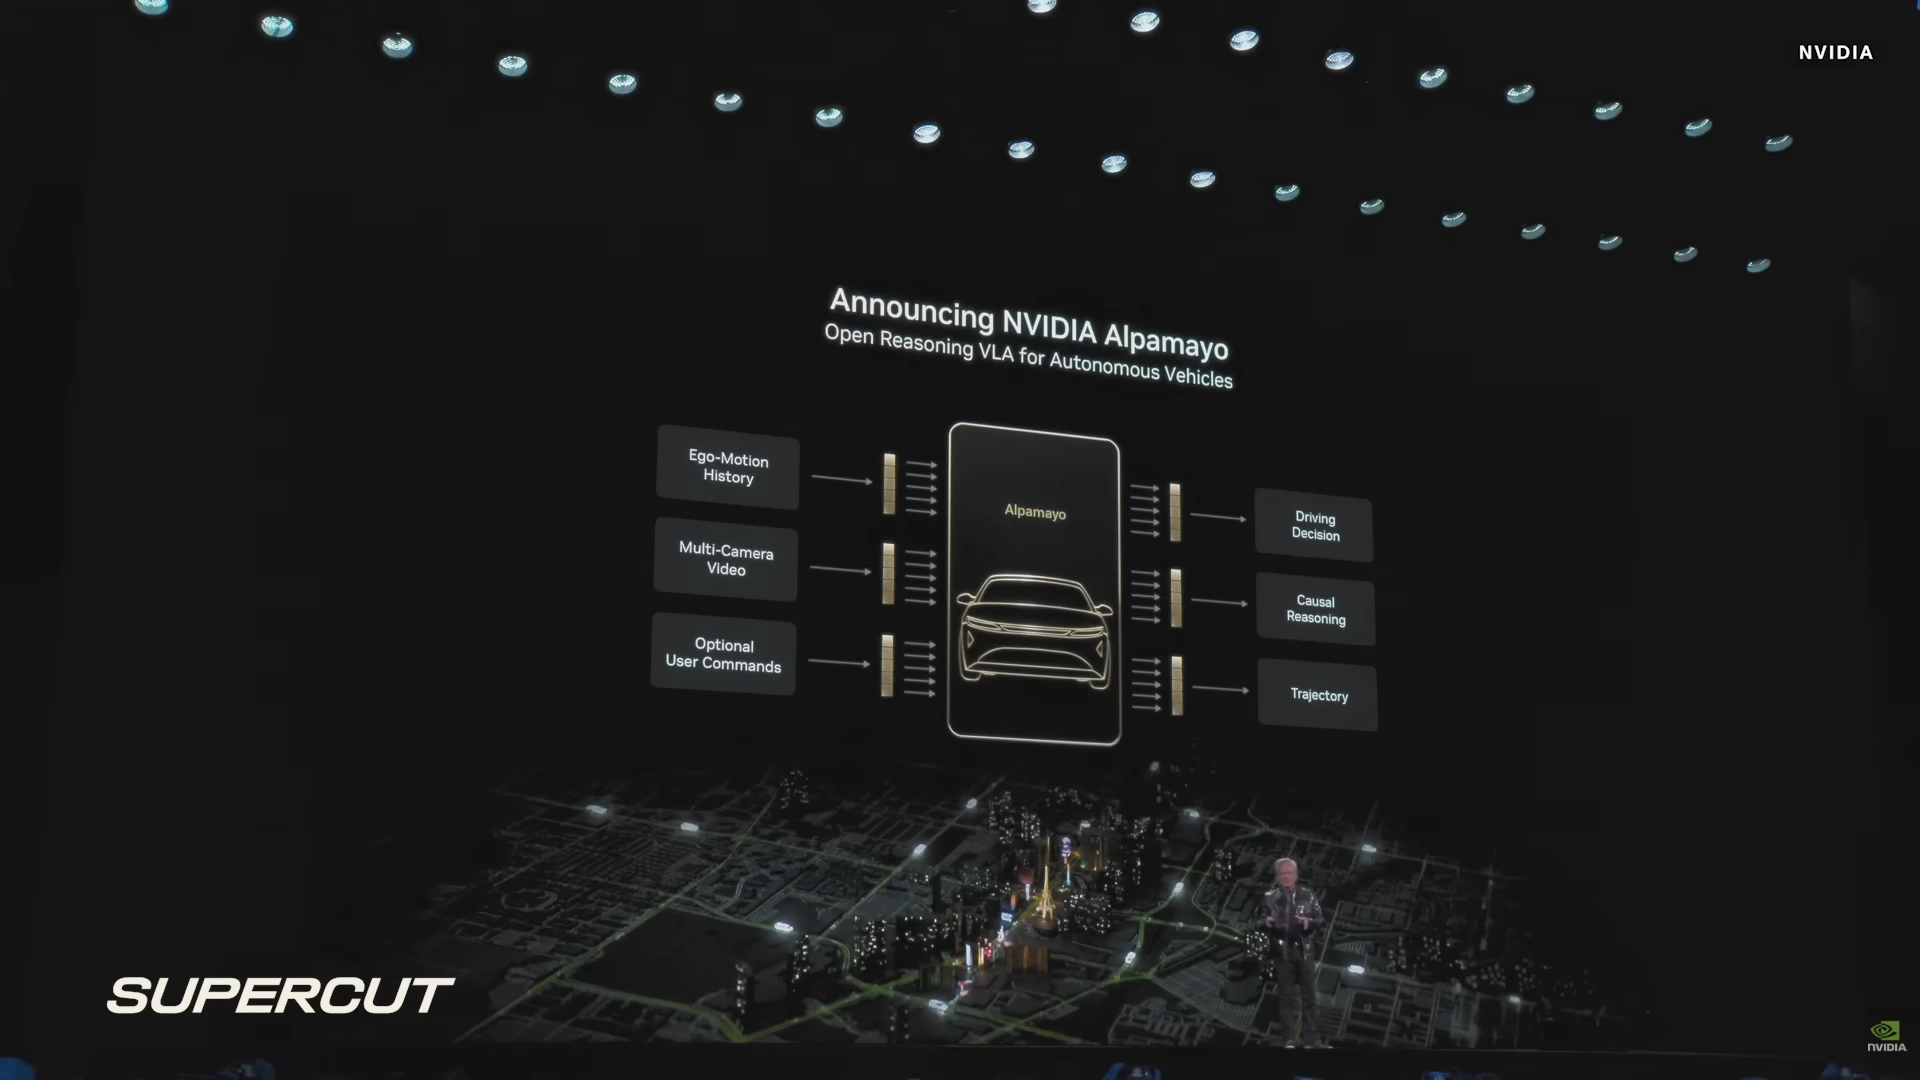 NVIDIA
Announcing NVIDIA Alpamayo
Open Reasoning VLA for Autonomous Vehicles
Ego-Motion
History
Multi-Camera
Video
Optional
User Commands
Alpamayo
Driving
Decision
Causal
Reasoning
Trajectory
SUPERCUT
NVIDIA